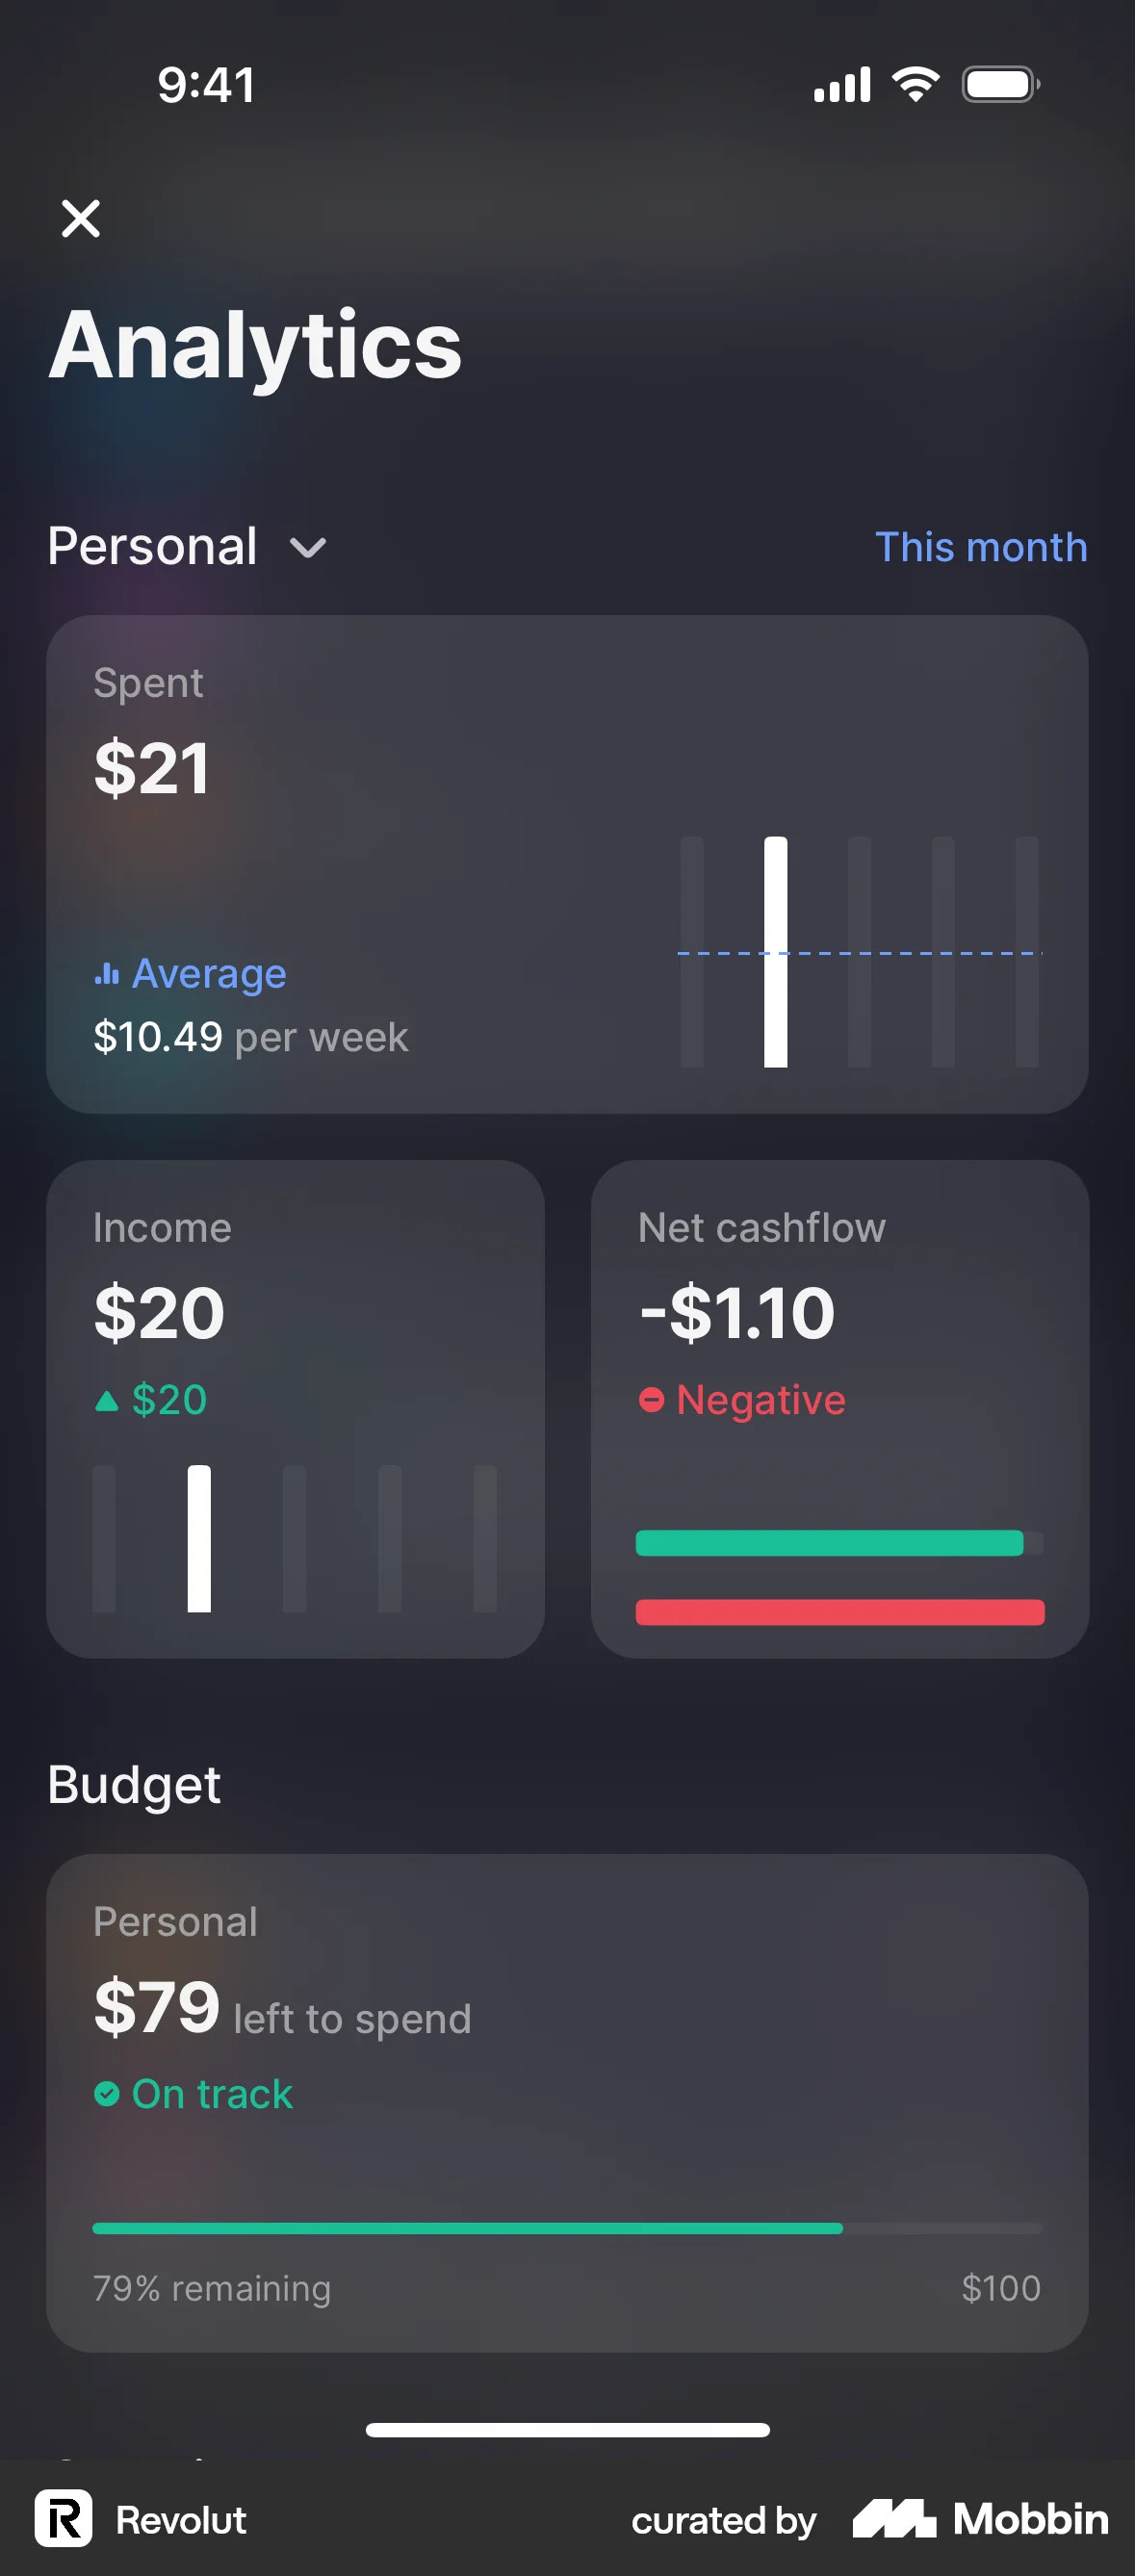 9:41
Analytics
Personal
This month
Spent
$21
Average
$10.49 per week
Income
$20
$20
Net cashflow
-$1.10
Negative
Budget
Personal
$79 left to spend
On track
79% remaining
$100
Revolut
curated by Mobbin